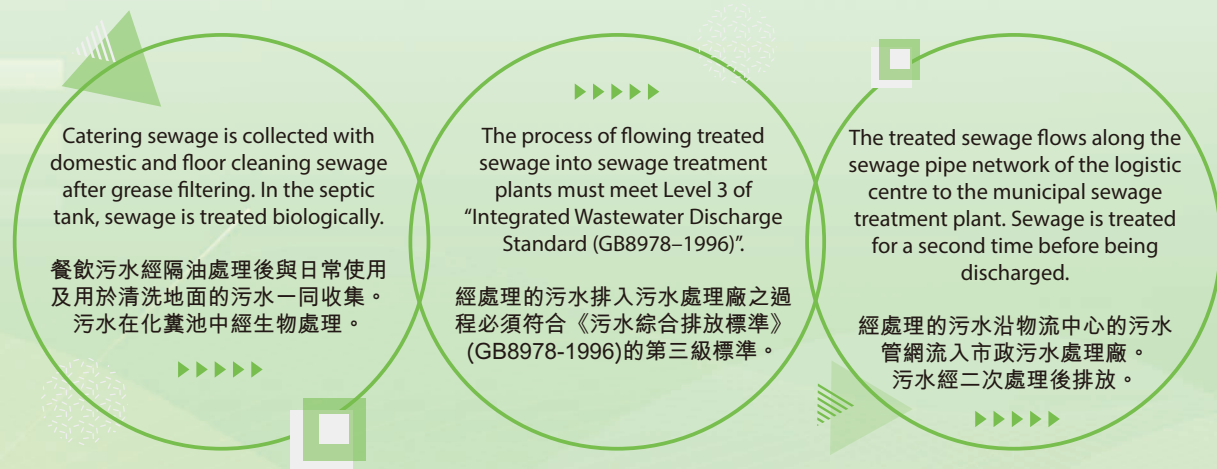 Catering sewage is collected with
domestic and floor cleaning sewage
after grease filtering. In the septic
tank, sewage is treated biologically.
餐飲污水經隔油處理後與日常使用
及用於清洗地面的污水一同收集。
污水在化糞池中經生物處理。
The process of flowing treated
sewage into sewage treatment
plants must meet Level 3 of
“Integrated Wastewater Discharge
Standard (GB8978–1996)”.
經處理的污水排入污水處理廠之過
程必須符合《污水綜合排放標準》
(GB8978-1996)的第三級標準。
The treated sewage flows along the
sewage pipe network of the logistic
centre to the municipal sewage
treatment plant. Sewage is treated
for a second time before being
discharged.
經處理的污水沿物流中心的污水
管網流入市政污水處理廠。
污水經二次處理後排放。